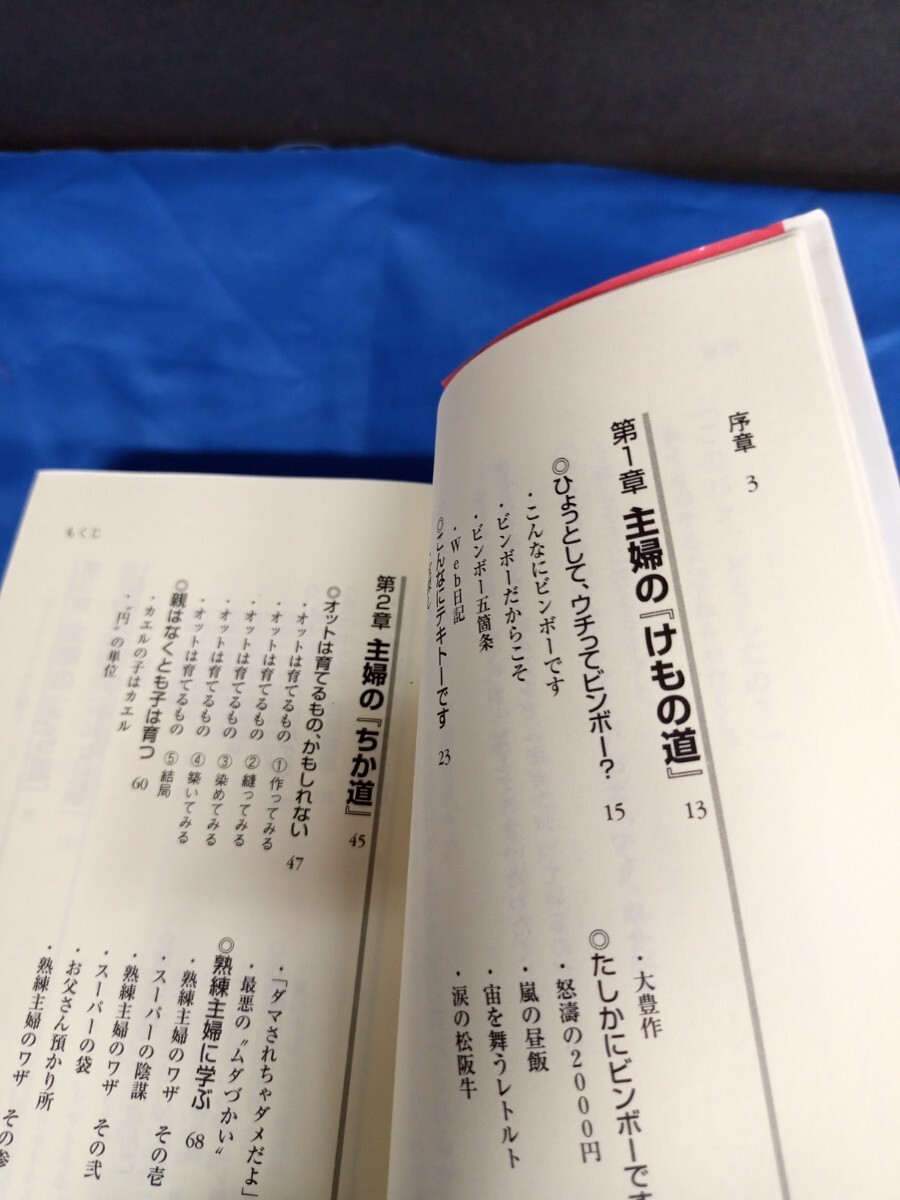 序章 3
第1章 主婦の『けもの道』 13
◎ひょっとして、ウチってビンボー? 15
・こんなにビンボーです
・ビンボーだからこそ
・ビンボー五箇条
・Web日記
◎こんなにテキトーです 23
・大豊作
◎たしかにビンボーです
・怒濤の2000円
・嵐の昼飯
・宙を舞うレトルト
・涙の松阪牛
もくじ
第2章 主婦の『ちか道』 45
◎オットは育てるもの、かもしれない 47
・オットは育てるもの ①作ってみる
・オットは育てるもの ②縫ってみる
・オットは育てるもの ③染めてみる
・オットは育てるもの ④築いてみる
・オットは育てるもの ⑤結局
◎親はなくとも子は育つ 60
・カエルの子はカエル
・"円"の単位
・「ダマされちゃダメだよ」
・最悪の"ムダづかい"
◎熟練主婦に学ぶ 68
・熟練主婦のワザ その壱
・スーパーの陰謀
・熟練主婦のワザ その弐
・スーパーの袋
・お父さん預かり所
・熟練主婦のワザ その参